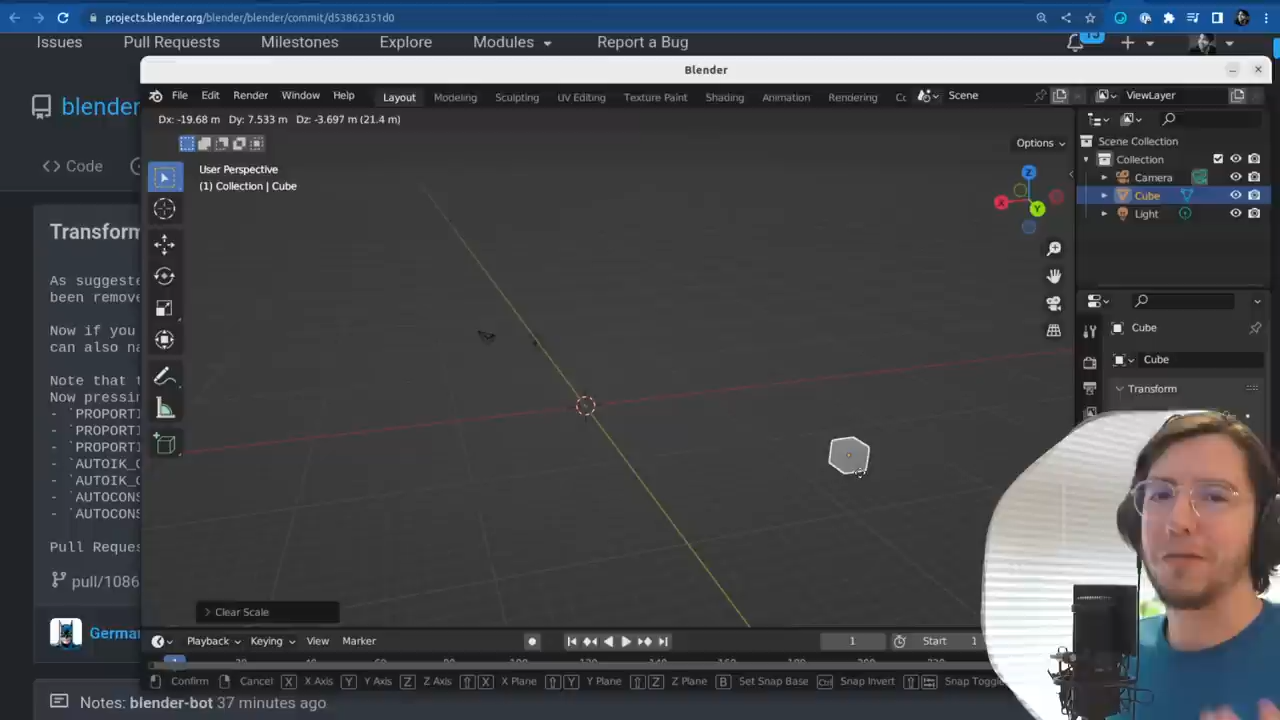 projects.blender.org/blender/blender/commit/d53862351d0
Issues Pull Requests Milestones Explore Modules Report a Bug
Blender
blender
File Edit Render Window Help Layout Modeling Sculpting UV Editing Texture Paint Shading Animation Rendering Scene ViewLayer
Dx: -19.68 m Dy: 7.533 m Dz: -3.697 m (21.4 m)
Options
Code
User Perspective
(1) Collection | Cube
Scene Collection
Collection
Camera
Cube
Light
Z
X
Y
Transform
As suggeste
been remove
Now if you
can also na
Note that t
Now pressin
- `PROPORTI
- `PROPORTI
- `PROPORTI
- `AUTOIK_
- `AUTOIK_
- `AUTOCONS
- `AUTOCONS
Pull Reques
pull/1086
Cube
Cube
Transform
Clear Scale
Germa
Playback Keying View Marker 1 Start 1
1
Confirm Cancel X X Axis Y Y Axis Z Z Axis X X Plane Y Y Plane Z Z Plane B Set Snap Base Ctrl Snap Invert Snap Toggle
Notes: blender-bot 37 minutes ago